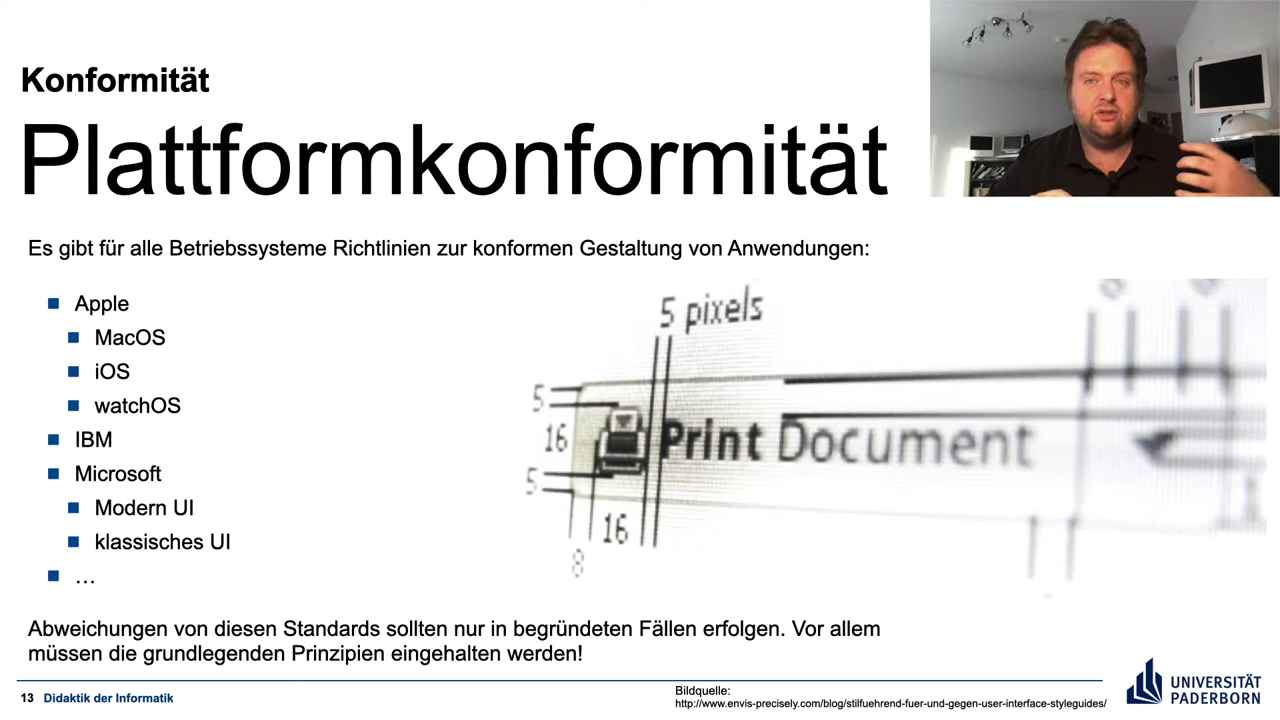 Konformität
Plattformkonformität
Es gibt für alle Betriebssysteme Richtlinien zur konformen Gestaltung von Anwendungen:
Apple
MacOS
iOS
watchOS
IBM
Microsoft
Modern UI
klassisches UI
…
5 pixels
5
16
5
Print Document
16
8
Abweichungen von diesen Standards sollten nur in begründeten Fällen erfolgen. Vor allem
müssen die grundlegenden Prinzipien eingehalten werden!
13 Didaktik der Informatik
Bildquelle:
http://www.envis-precisely.com/blog/stilfuehrend-fuer-und-gegen-user-interface-styleguides/
UNIVERSITÄT
PADERBORN